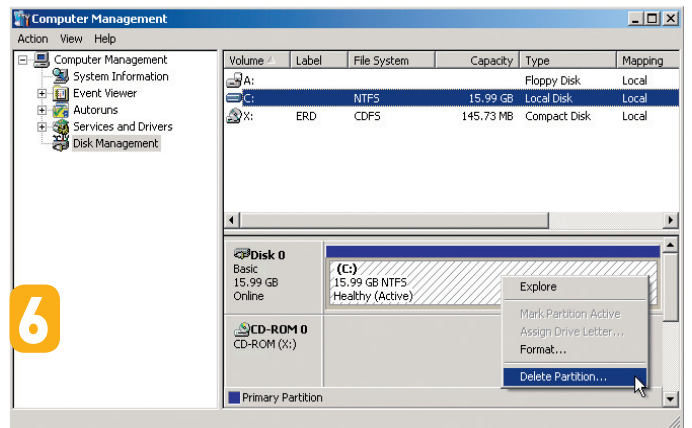 Computer Management
Action View Help
Computer Management
System Information
Event Viewer
Autoruns
Services and Drivers
Disk Management
Volume Label File System Capacity Type Mapping
A: Floppy Disk Local
C: NTFS 15.99 GB Local Disk Local
X: ERD CDFS 145.73 MB Compact Disk Local
Disk 0
Basic
15.99 GB
Online
(C:)
15.99 GB NTFS
Healthy (Active)
CD-ROM 0
CD-ROM (X:)
Explore
Mark Partition Active
Assign Drive Letter...
Format...
Delete Partition...
Primary Partition
6